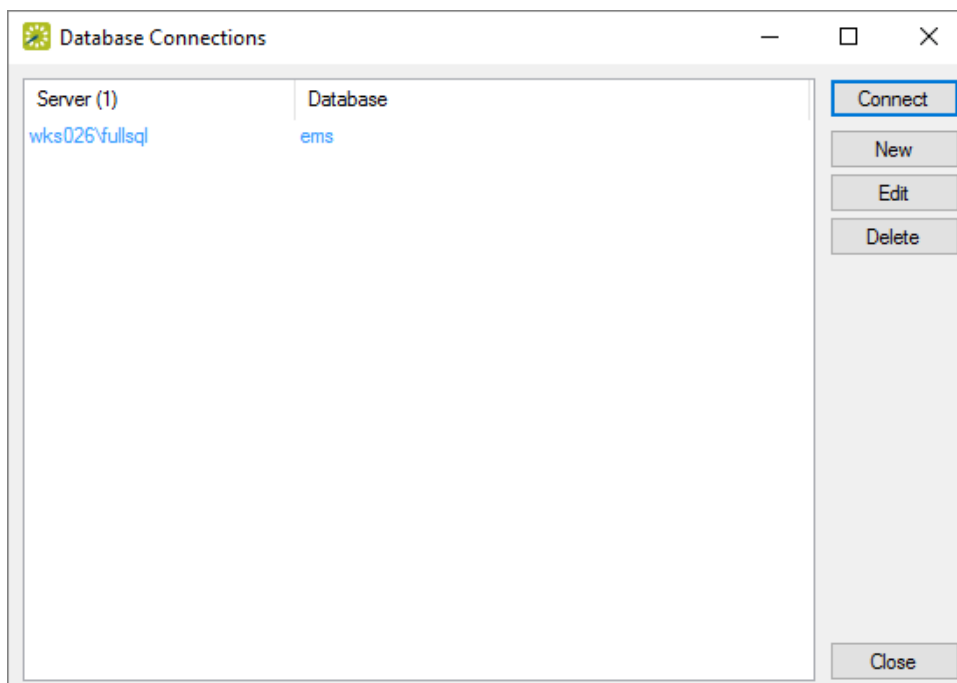 Database Connections
Server (1) Database
wks026\fullsql ems
Connect
New
Edit
Delete
Close